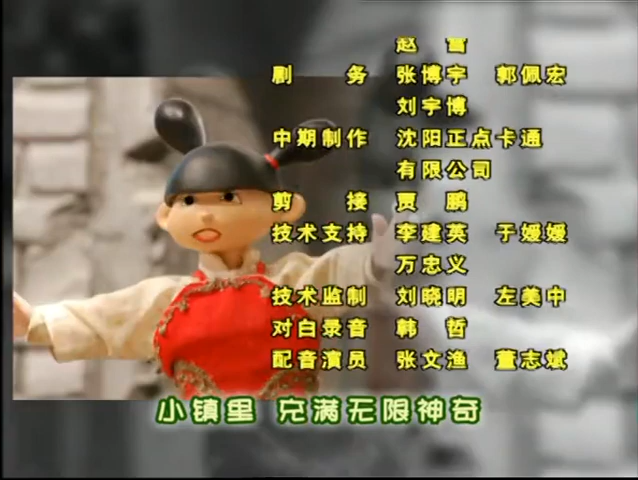 剧 务 张博宇 郭佩宏
刘宇博
中期制作 沈阳正点卡通
有限公司
剪 接 贾 鹏
技术支持 李建英 于媛媛
万忠义
技术监制 刘晓明 左美中
对白录音 韩 哲
配音演员 张文渔 董志斌
小镇里 充满无限神奇